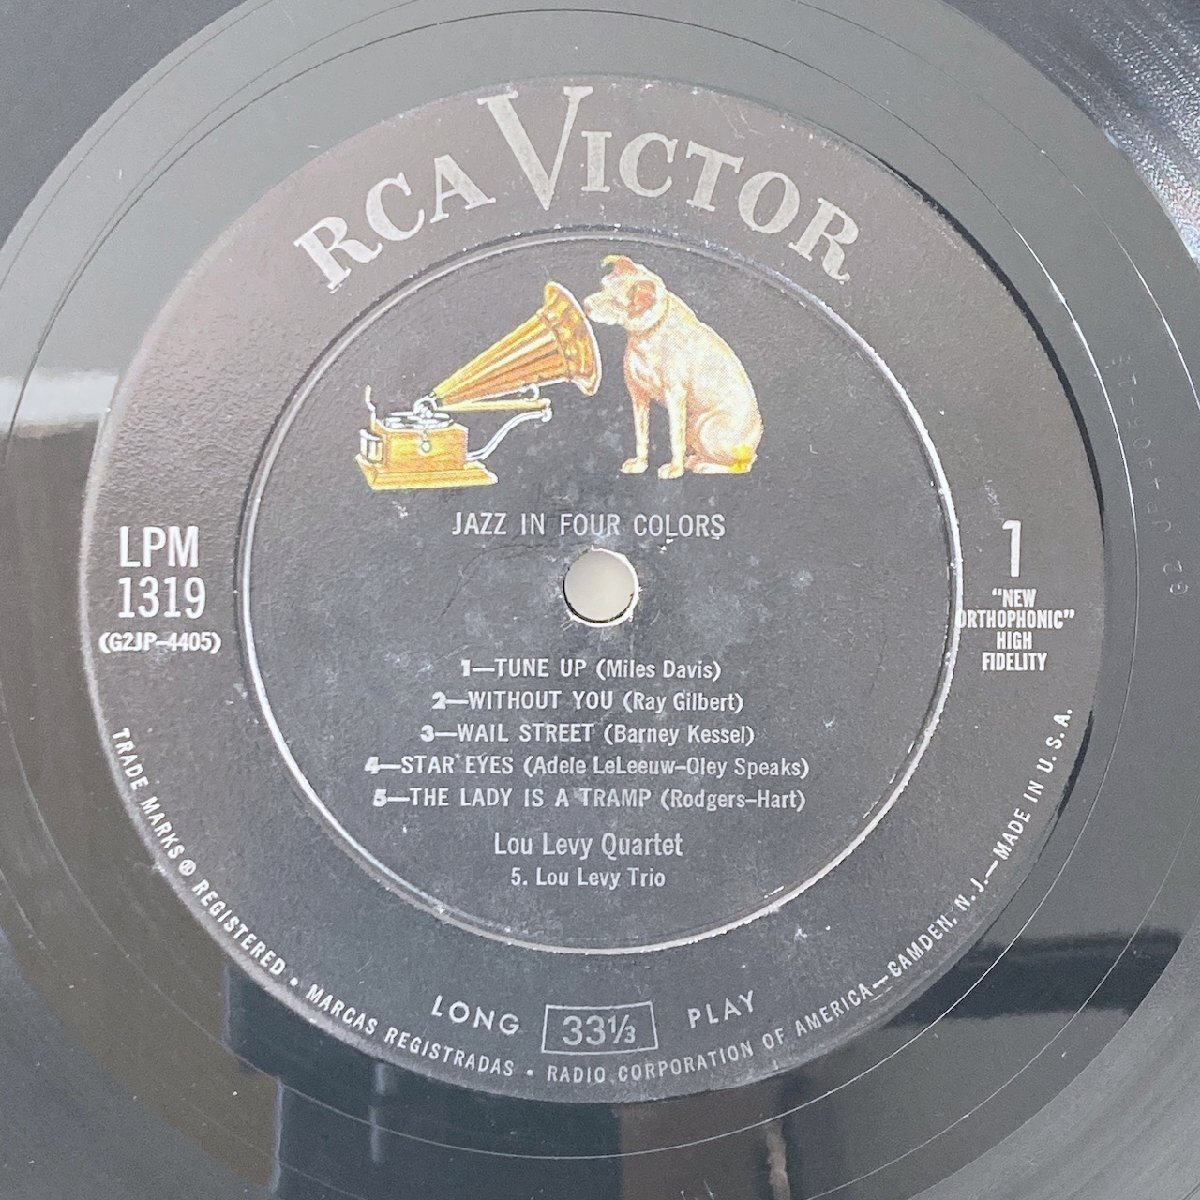 RCA VICTOR
JAZZ IN FOUR COLORS
LPM
1319
(G2JP-4405)
1
"NEW
ORTHOPHONIC"
HIGH
FIDELITY
1—TUNE UP (Miles Davis)
2—WITHOUT YOU (Ray Gilbert)
3—WAIL STREET (Barney Kessel)
4—STAR EYES (Adele LeLeeuw-Oley Speaks)
5—THE LADY IS A TRAMP (Rodgers-Hart)
Lou Levy Quartet
5. Lou Levy Trio
LONG 33⅓ PLAY
TRADE MARKS ® REGISTERED • MARCAS REGISTRADAS • RADIO CORPORATION OF AMERICA—CAMDEN, N. J.—MADE IN U. S. A.